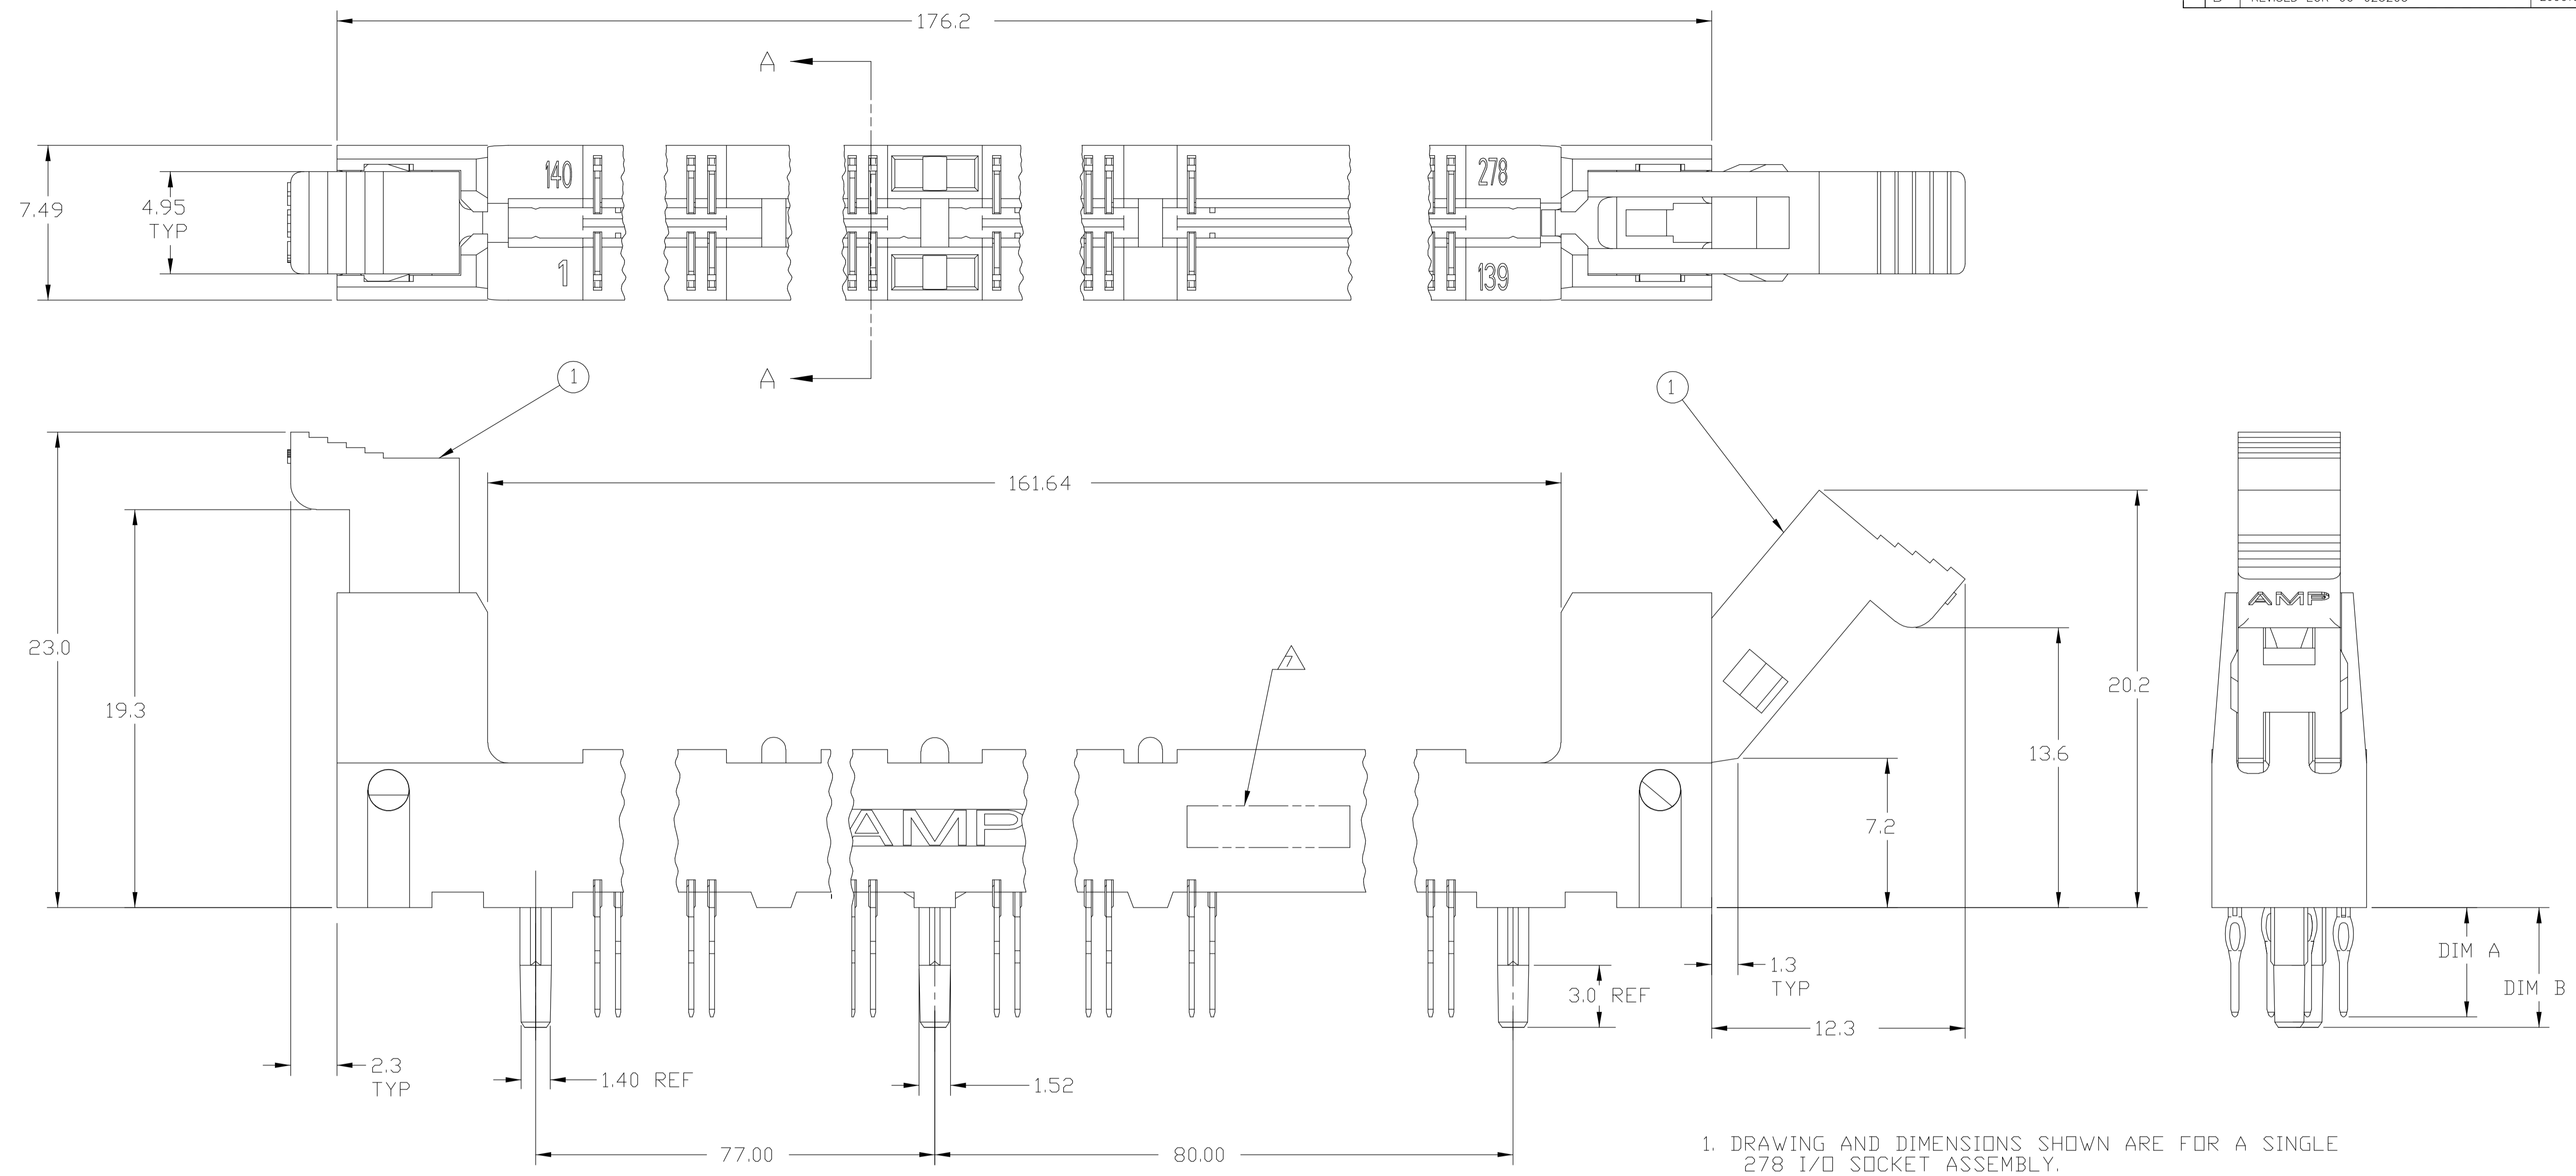 176.2
A
7.49
4.95
TYP
140
278
1
139
A
1
1
161.64
23.0
19.3
7
AMP
20.2
13.6
7.2
AMP
DIM A
DIM B
1.3
TYP
3.0 REF
12.3
2.3
TYP
1.40 REF
1.52
77.00
80.00
1. DRAWING AND DIMENSIONS SHOWN ARE FOR A SINGLE
278 I/O SOCKET ASSEMBLY.